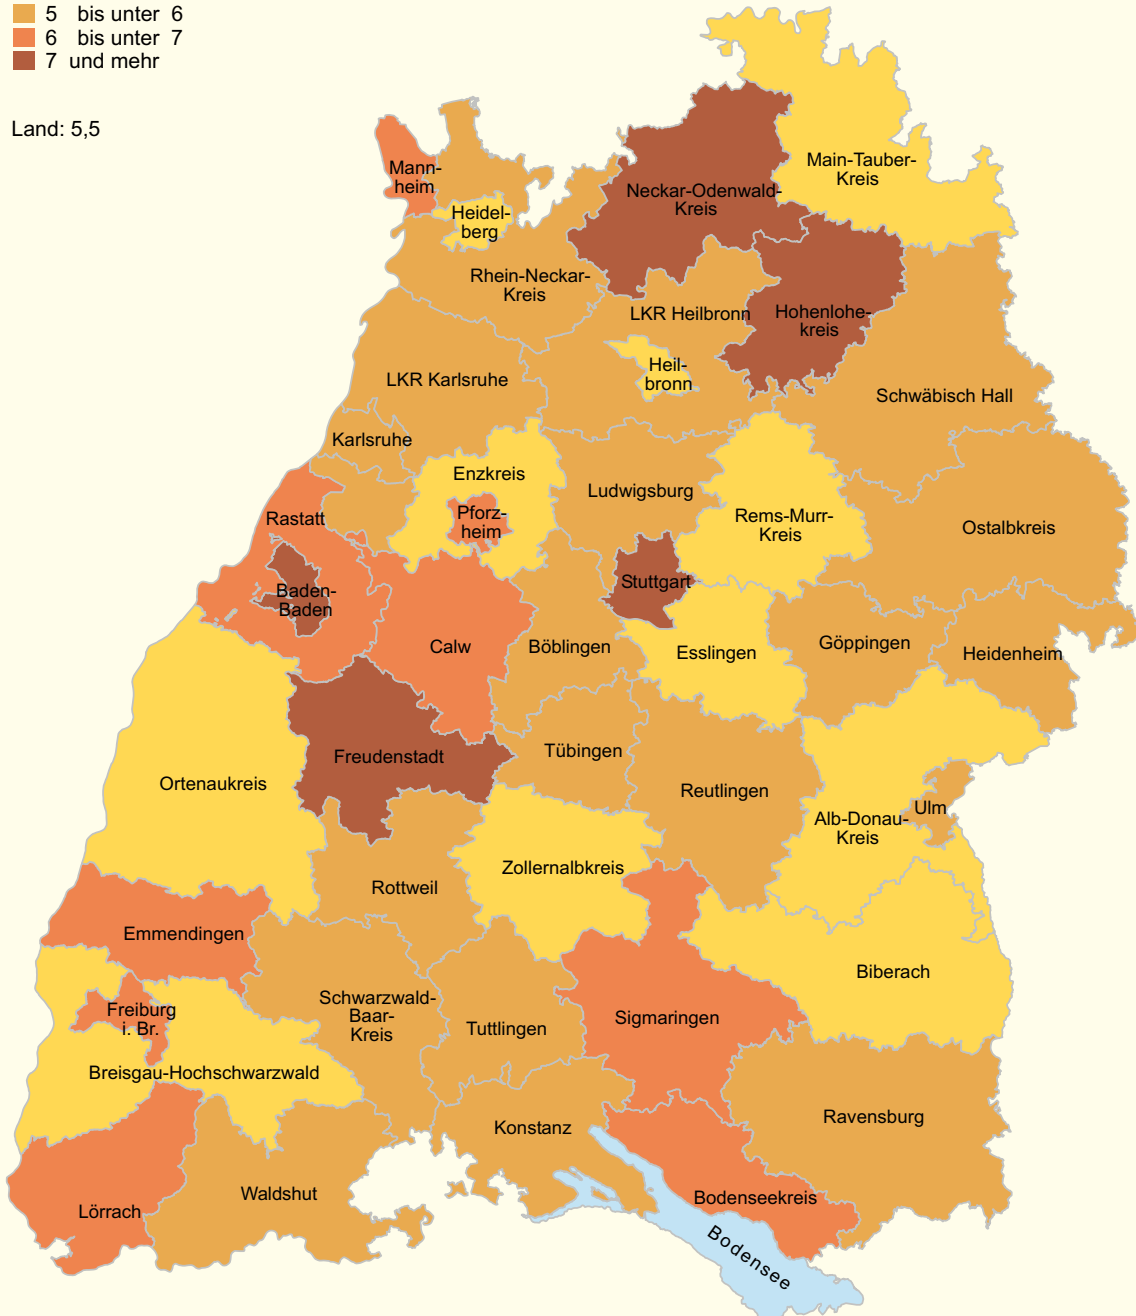 5 bis unter 6
6 bis unter 7
7 und mehr
Land: 5,5
Main-Tauber-
Kreis
Mann-
heim
Neckar-Odenwald-
Kreis
Heidel-
berg
Rhein-Neckar-
Kreis
LKR Heilbronn
Hohenlohe-
kreis
Heil-
bronn
LKR Karlsruhe
Schwäbisch Hall
Karlsruhe
Enzkreis
Ludwigsburg
Pforz-
heim
Rastatt
Rems-Murr-
Kreis
Ostalbkreis
Stuttgart
Baden-
Baden
Calw
Böblingen
Esslingen
Göppingen
Heidenheim
Freudenstadt
Tübingen
Ortenaukreis
Reutlingen
Ulm
Alb-Donau-
Kreis
Zollernalbkreis
Rottweil
Emmendingen
Biberach
Schwarzwald-
Baar-
Kreis
Freiburg
i. Br.
Tuttlingen
Sigmaringen
Breisgau-Hochschwarzwald
Ravensburg
Konstanz
Waldshut
Bodenseekreis
Lörrach
Bodensee